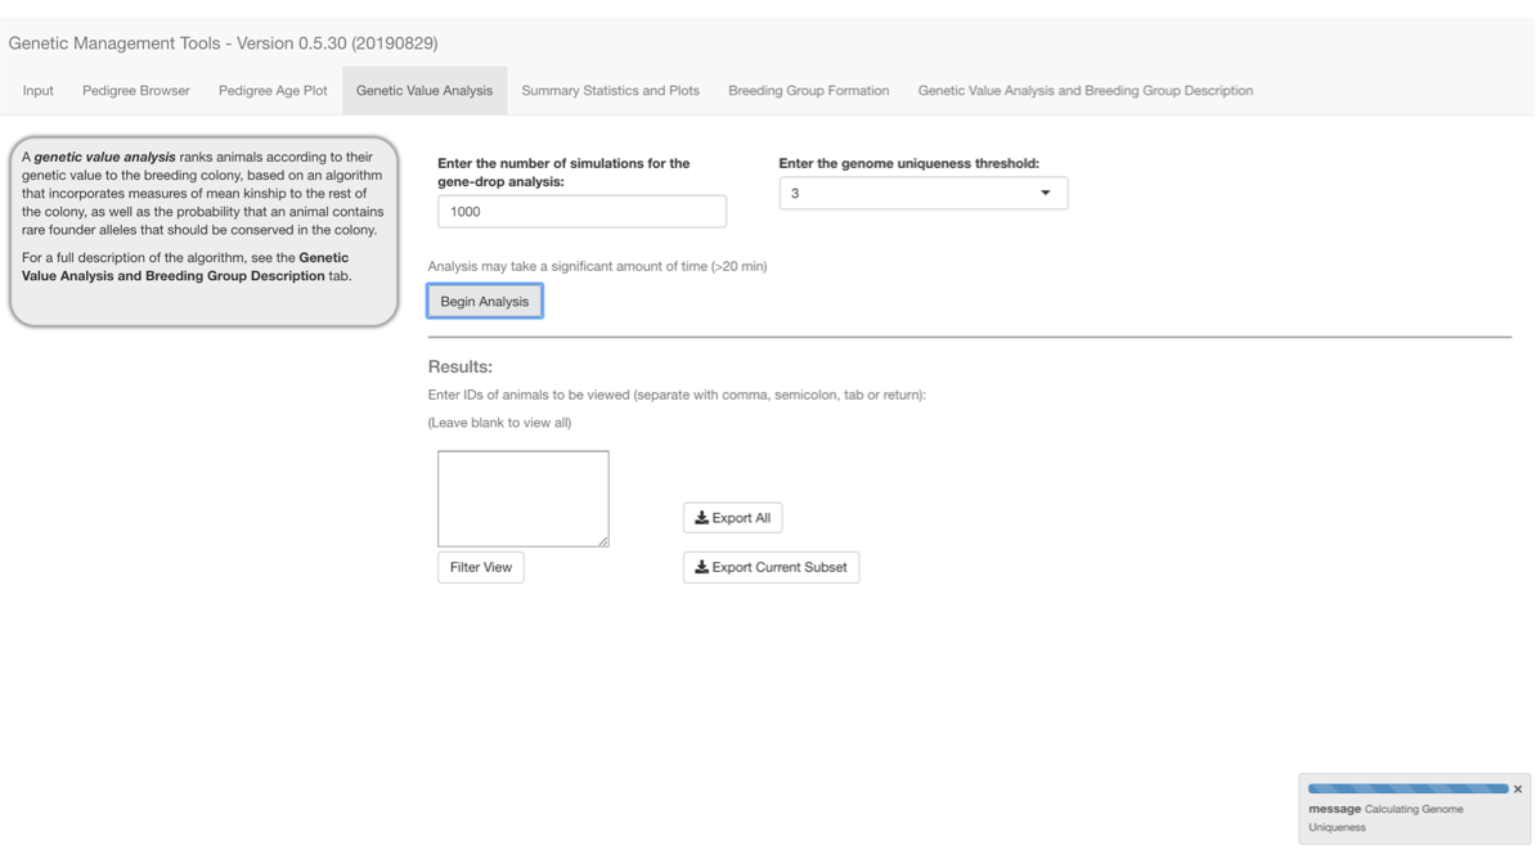 Genetic Management Tools - Version 0.5.30 (20190829)
Input Pedigree Browser Pedigree Age Plot Genetic Value Analysis Summary Statistics and Plots Breeding Group Formation Genetic Value Analysis and Breeding Group Description
A genetic value analysis ranks animals according to their
genetic value to the breeding colony, based on an algorithm
that incorporates measures of mean kinship to the rest of
the colony, as well as the probability that an animal contains
rare founder alleles that should be conserved in the colony.
For a full description of the algorithm, see the Genetic
Value Analysis and Breeding Group Description tab.
Enter the number of simulations for the
gene-drop analysis:
1000
Enter the genome uniqueness threshold:
3
Analysis may take a significant amount of time (>20 min)
Begin Analysis
Results:
Enter IDs of animals to be viewed (separate with comma, semicolon, tab or return):
(Leave blank to view all)
Export All
Filter View
Export Current Subset
message Calculating Genome
Uniqueness